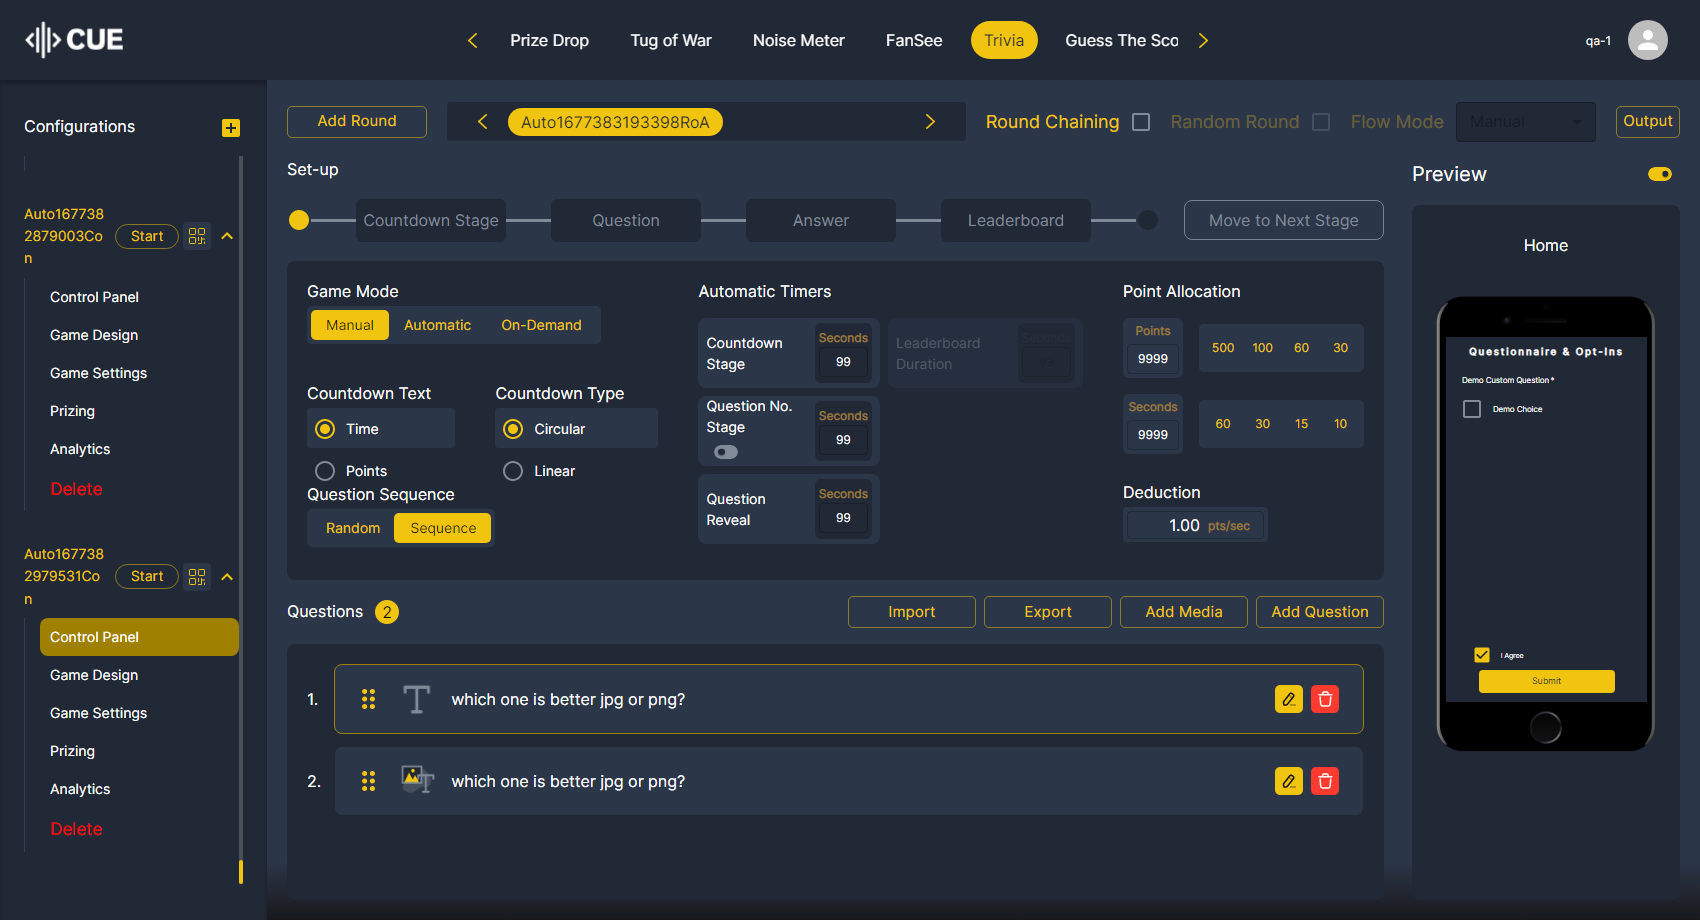 CUE
Prize Drop
Tug of War
Noise Meter
FanSee
Trivia
Guess The Sco
qa-1
Configurations
Auto167738
2879003Co
n
Start
Control Panel
Game Design
Game Settings
Prizing
Analytics
Delete
Auto167738
2979531Co
n
Start
Control Panel
Game Design
Game Settings
Prizing
Analytics
Delete
Add Round
Auto1677383193398RoA
Round Chaining
Random Round
Flow Mode
Manual
Output
Set-up
Countdown Stage
Question
Answer
Leaderboard
Move to Next Stage
Game Mode
Manual
Automatic
On-Demand
Countdown Text
Time
Points
Countdown Type
Circular
Linear
Question Sequence
Random
Sequence
Automatic Timers
Countdown
Stage
Seconds
99
Leaderboard
Duration
Seconds
Question No.
Stage
Seconds
99
Question
Reveal
Seconds
99
Point Allocation
Points
9999
500
100
60
30
Seconds
9999
60
30
15
10
Deduction
1.00 pts/sec
Questions 2
Import
Export
Add Media
Add Question
1.
which one is better jpg or png?
2.
which one is better jpg or png?
Preview
Home
Questionnaire & Opt-Ins
Demo Custom Question *
Demo Choice
I Agree
Submit